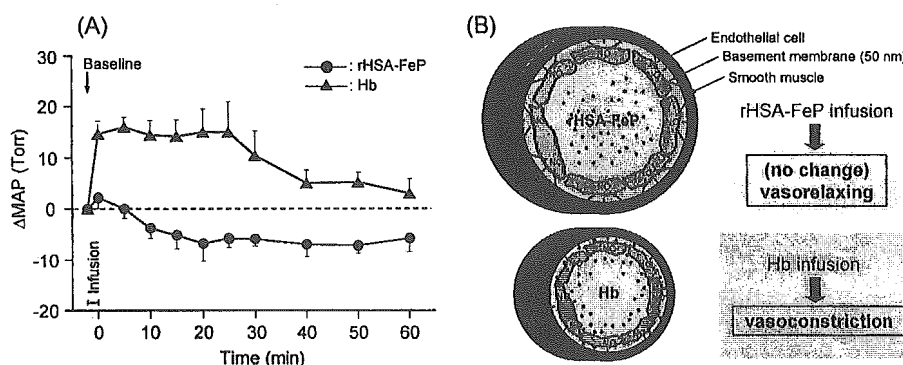 (A)
30
20
10
0
-10
-20
ΔMAP (Torr)
Baseline
: rHSA-FeP
: Hb
Infusion
0
10
20
30
40
50
60
Time (min)
(B)
Endothelial cell
Basement membrane (50 nm)
Smooth muscle
rHSA-FeP
rHSA-FeP infusion
(no change)
vasorelaxing
Hb
Hb infusion
vasoconstriction